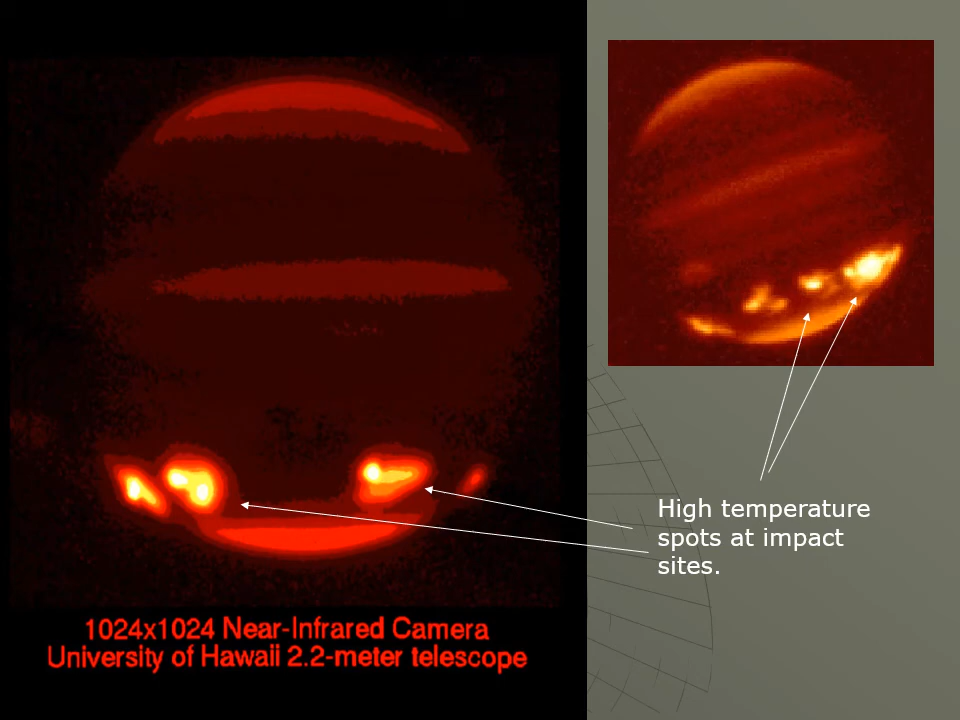 1024x1024 Near-Infrared Camera
University of Hawaii 2.2-meter telescope
High temperature
spots at impact
sites.